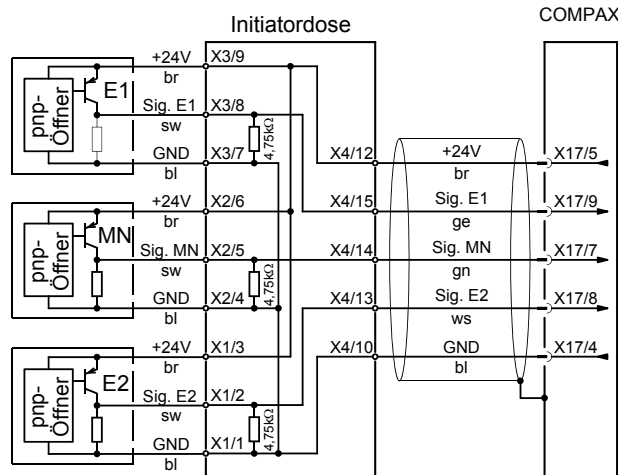 COMPAX
Initiatordose
pnp-
Öffner
E1
+24V
br
X3/9
Sig. E1
sw
X3/8
GND
bl
X3/7
4,75kΩ
pnp-
Öffner
MN
+24V
br
X2/6
Sig. MN
sw
X2/5
GND
bl
X2/4
4,75kΩ
pnp-
Öffner
E2
+24V
br
X1/3
Sig. E2
sw
X1/2
GND
bl
X1/1
4,75kΩ
X4/12
+24V
br
X17/5
X4/15
Sig. E1
ge
X17/9
X4/14
Sig. MN
gn
X17/7
X4/13
Sig. E2
ws
X17/8
X4/10
GND
bl
X17/4